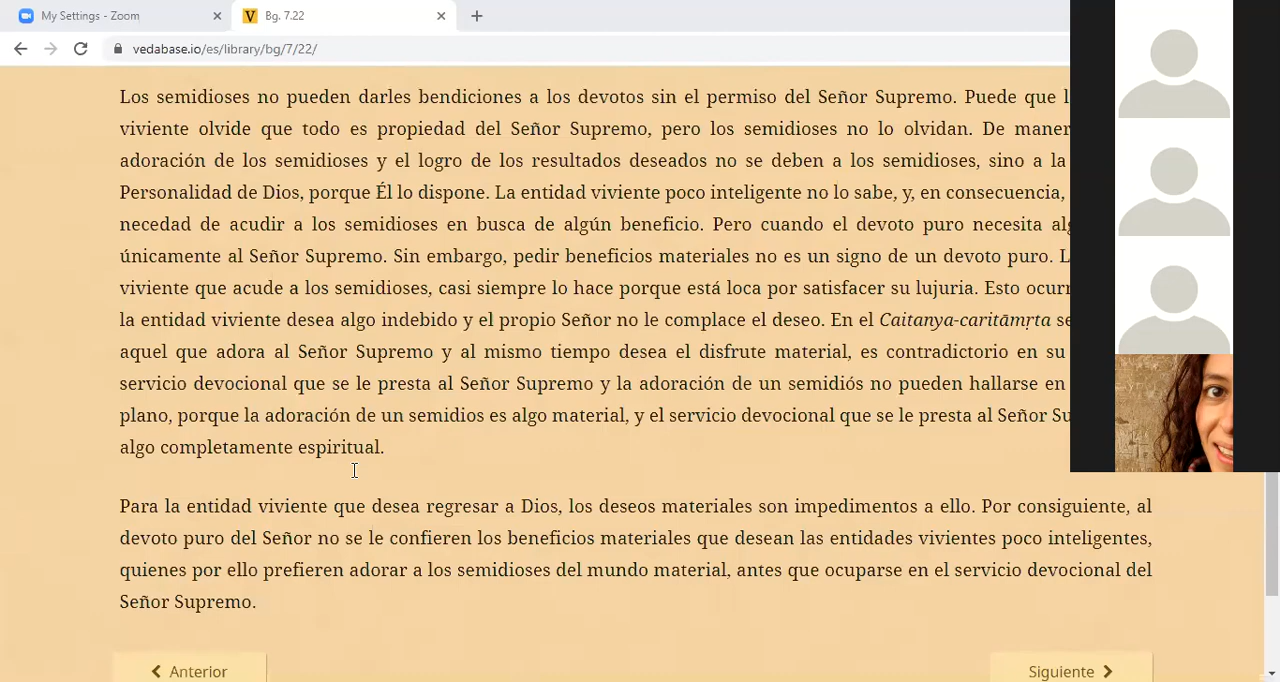 My Settings - Zoom
Bg. 7.22
vedabase.io/es/library/bg/7/22/
Los semidioses no pueden darles bendiciones a los devotos sin el permiso del Señor Supremo. Puede que
viviente olvide que todo es propiedad del Señor Supremo, pero los semidioses no lo olvidan. De
adoración de los semidioses y el logro de los resultados deseados no se deben a los semidioses, sino a la
Personalidad de Dios, porque Él lo dispone. La entidad viviente poco inteligente no lo sabe, y, en consecuencia,
necedad de acudir a los semidioses en busca de algún beneficio. Pero cuando el devoto puro necesita
únicamente al Señor Supremo. Sin embargo, pedir beneficios materiales no es un signo de un devoto puro.
viviente que acude a los semidioses, casi siempre lo hace porque está loca por satisfacer su lujuria. Esto
la entidad viviente desea algo indebido y el propio Señor no le complace el deseo. En el Caitanya-caritāmṛta
aquel que adora al Señor Supremo y al mismo tiempo desea el disfrute material, es contradictorio en su
servicio devocional que se le presta al Señor Supremo y la adoración de un semidiós no pueden hallarse en
plano, porque la adoración de un semidios es algo material, y el servicio devocional que se le presta al Señor
algo completamente espiritual.
Para la entidad viviente que desea regresar a Dios, los deseos materiales son impedimentos a ello. Por consiguiente, al
devoto puro del Señor no se le confieren los beneficios materiales que desean las entidades vivientes poco inteligentes,
quienes por ello prefieren adorar a los semidioses del mundo material, antes que ocuparse en el servicio devocional del
Señor Supremo.
Anterior
Siguiente